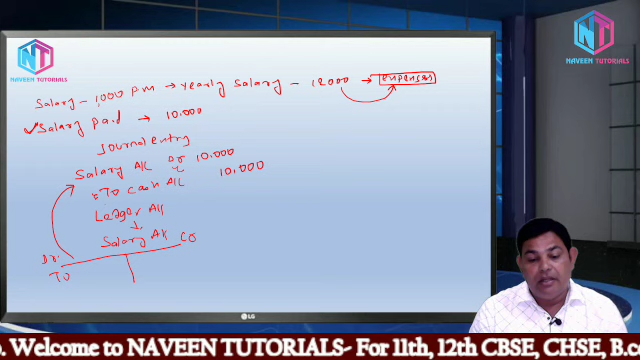 NT
NAVEEN TUTORIALS
NT
NAVEEN TUTORIALS
Salary - 1,000 pm → yearly Salary - 12000 → expenses
✓ Salary paid → 10.000
Journal entry
Salary A/c Dr 10.000
To cash A/c 10,000
Ledger A/c
Salary A/c
Dr. Cr
To
LG
o. Welcome to NAVEEN TUTORIALS- For 11th, 12th CBSE, CHSE, B.c